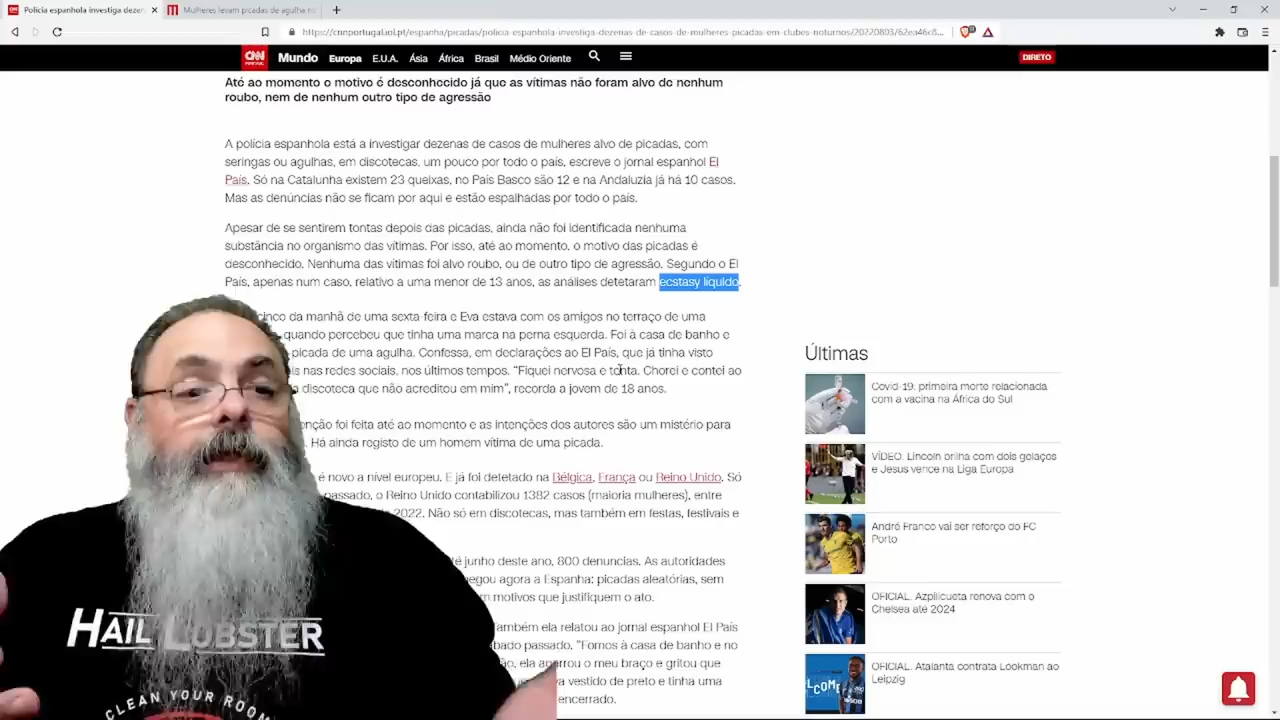 Polícia espanhola investiga dezen
Mulheres levam picadas de agulha n
https://cnnportugal.iol.pt/espanha/picadas/policia-espanhola-investiga-dezenas-de-casos-de-mulheres-picadas-em-clubes-noturnos/20220803/62ea46c8...
CNN
Mundo Europa E.U.A. Ásia África Brasil Médio Oriente
DIRETO
Até ao momento o motivo é desconhecido já que as vítimas não foram alvo de nenhum
roubo, nem de nenhum outro tipo de agressão
A polícia espanhola está a investigar dezenas de casos de mulheres alvo de picadas, com
seringas ou agulhas, em discotecas, um pouco por todo o país, escreve o jornal espanhol El
País. Só na Catalunha existem 23 queixas, no País Basco são 12 e na Andaluzia já há 10 casos.
Mas as denúncias não se ficam por aqui e estão espalhadas por todo o país.
Apesar de se sentirem tontas depois das picadas, ainda não foi identificada nenhuma
substância no organismo das vítimas. Por isso, até ao momento, o motivo das picadas é
desconhecido. Nenhuma das vítimas foi alvo roubo, ou de outro tipo de agressão. Segundo o El
País, apenas num caso, relativo a uma menor de 13 anos, as análises detetaram ecstasy líquido.
cinco da manhã de uma sexta-feira e Eva estava com os amigos no terraço de uma
quando percebeu que tinha uma marca na perna esquerda. Foi à casa de banho e
picada de uma agulha. Confessa, em declarações ao El País, que já tinha visto
is nas redes sociais, nos últimos tempos. “Fiquei nervosa e tonta. Chorei e contei ao
discoteca que não acreditou em mim”, recorda a jovem de 18 anos.
enção foi feita até ao momento e as intenções dos autores são um mistério para
Há ainda registo de um homem vítima de uma picada.
é novo a nível europeu. E já foi detetado na Bélgica, França ou Reino Unido. Só
passado, o Reino Unido contabilizou 1382 casos (maioria mulheres), entre
2022. Não só em discotecas, mas também em festas, festivais e
té junho deste ano, 800 denuncias. As autoridades
hegou agora a Espanha: picadas aleatórias, sem
m motivos que justifiquem o ato.
ambém ela relatou ao jornal espanhol El País
bado passado. "Fomos à casa de banho e no
ão, ela agarrou o meu braço e gritou que
va vestido de preto e tinha uma
encerrado.
Últimas
Covid-19: primeira morte relacionada
com a vacina na África do Sul
VÍDEO: Lincoln brilha com dois golaços
e Jesus vence na Liga Europa
André Franco vai ser reforço do FC
Porto
OFICIAL: Azpilicueta renova com o
Chelsea até 2024
OFICIAL: Atalanta contrata Lookman ao
Leipzig
HAIL LOBSTER
CLEAN YOUR ROOM